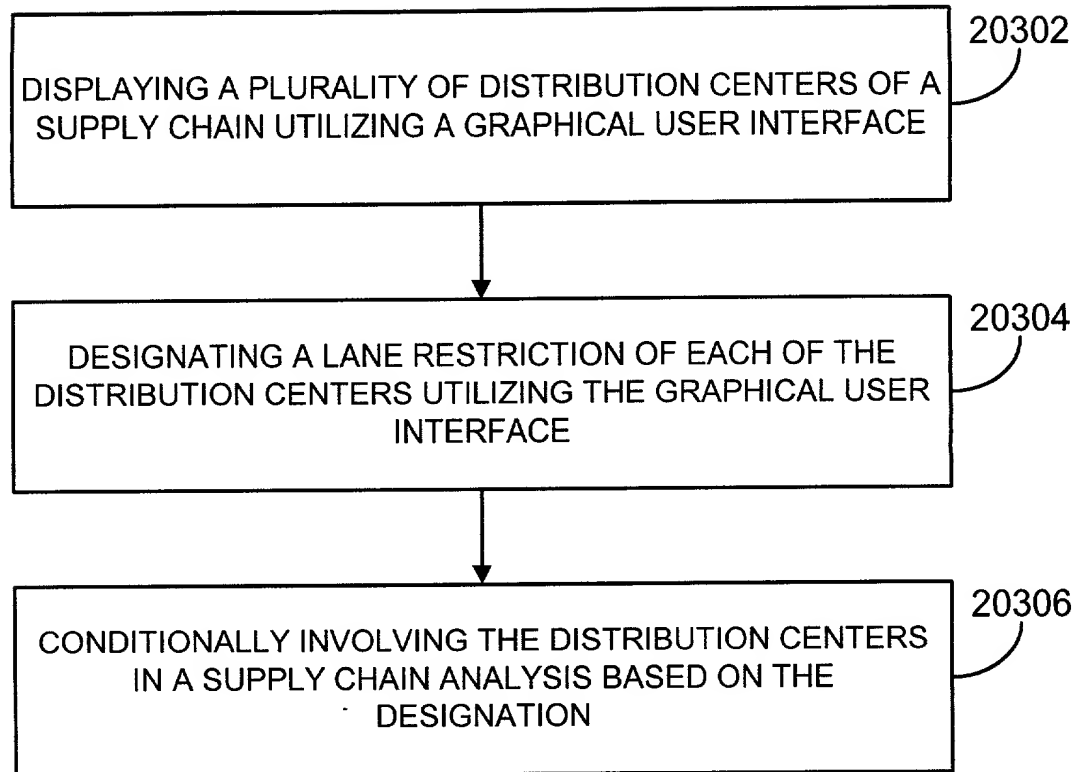 20302
DISPLAYING A PLURALITY OF DISTRIBUTION CENTERS OF A
SUPPLY CHAIN UTILIZING A GRAPHICAL USER INTERFACE
20304
DESIGNATING A LANE RESTRICTION OF EACH OF THE
DISTRIBUTION CENTERS UTILIZING THE GRAPHICAL USER
INTERFACE
20306
CONDITIONALLY INVOLVING THE DISTRIBUTION CENTERS
IN A SUPPLY CHAIN ANALYSIS BASED ON THE
DESIGNATION